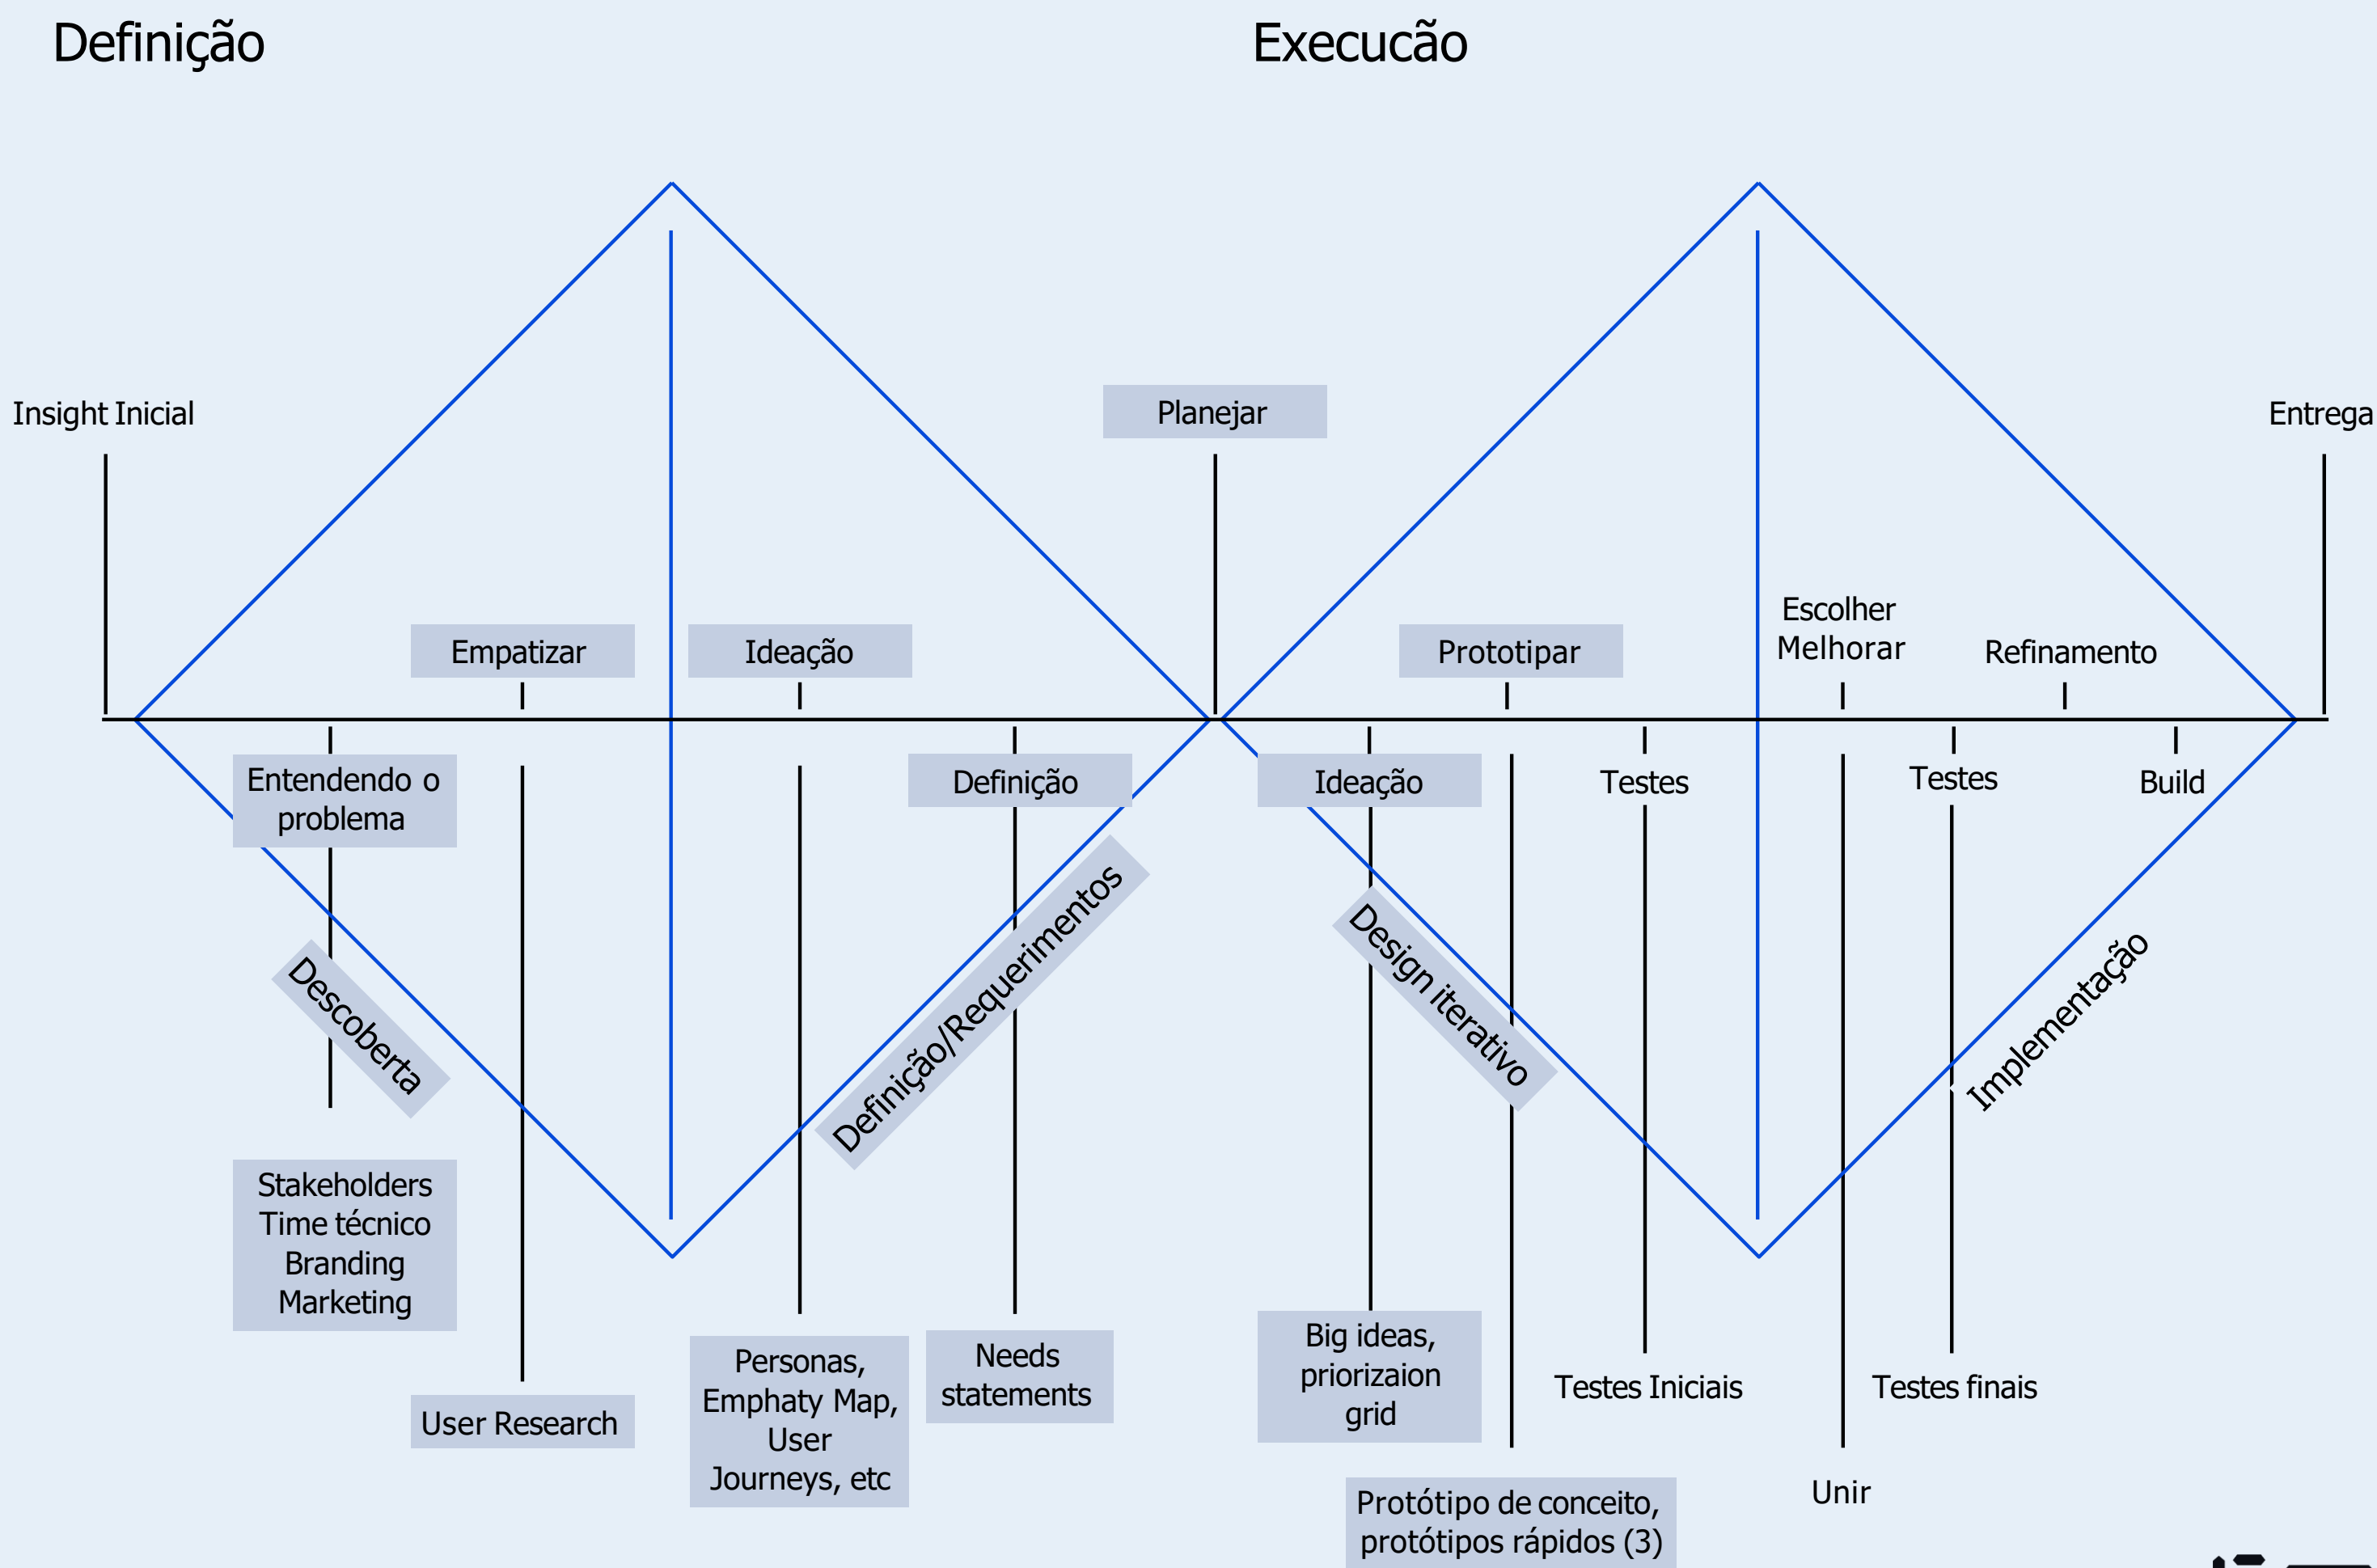 Definição
Execucão
Insight Inicial
Planejar
Entrega
Empatizar
Ideação
Prototipar
Escolher
Melhorar
Refinamento
Entendendo o
problema
Definição
Ideação
Testes
Testes
Build
Descoberta
Definição/Requerimentos
Design iterativo
Implementação
Stakeholders
Time técnico
Branding
Marketing
User Research
Personas,
Emphaty Map,
User
Journeys, etc
Needs
statements
Big ideas,
priorizaion
grid
Protótipo de conceito,
protótipos rápidos (3)
Testes Iniciais
Unir
Testes finais